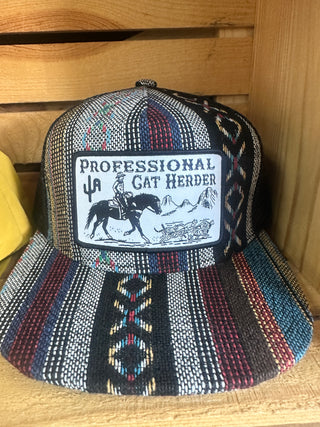 PROFESSIONAL
CAT HERDER